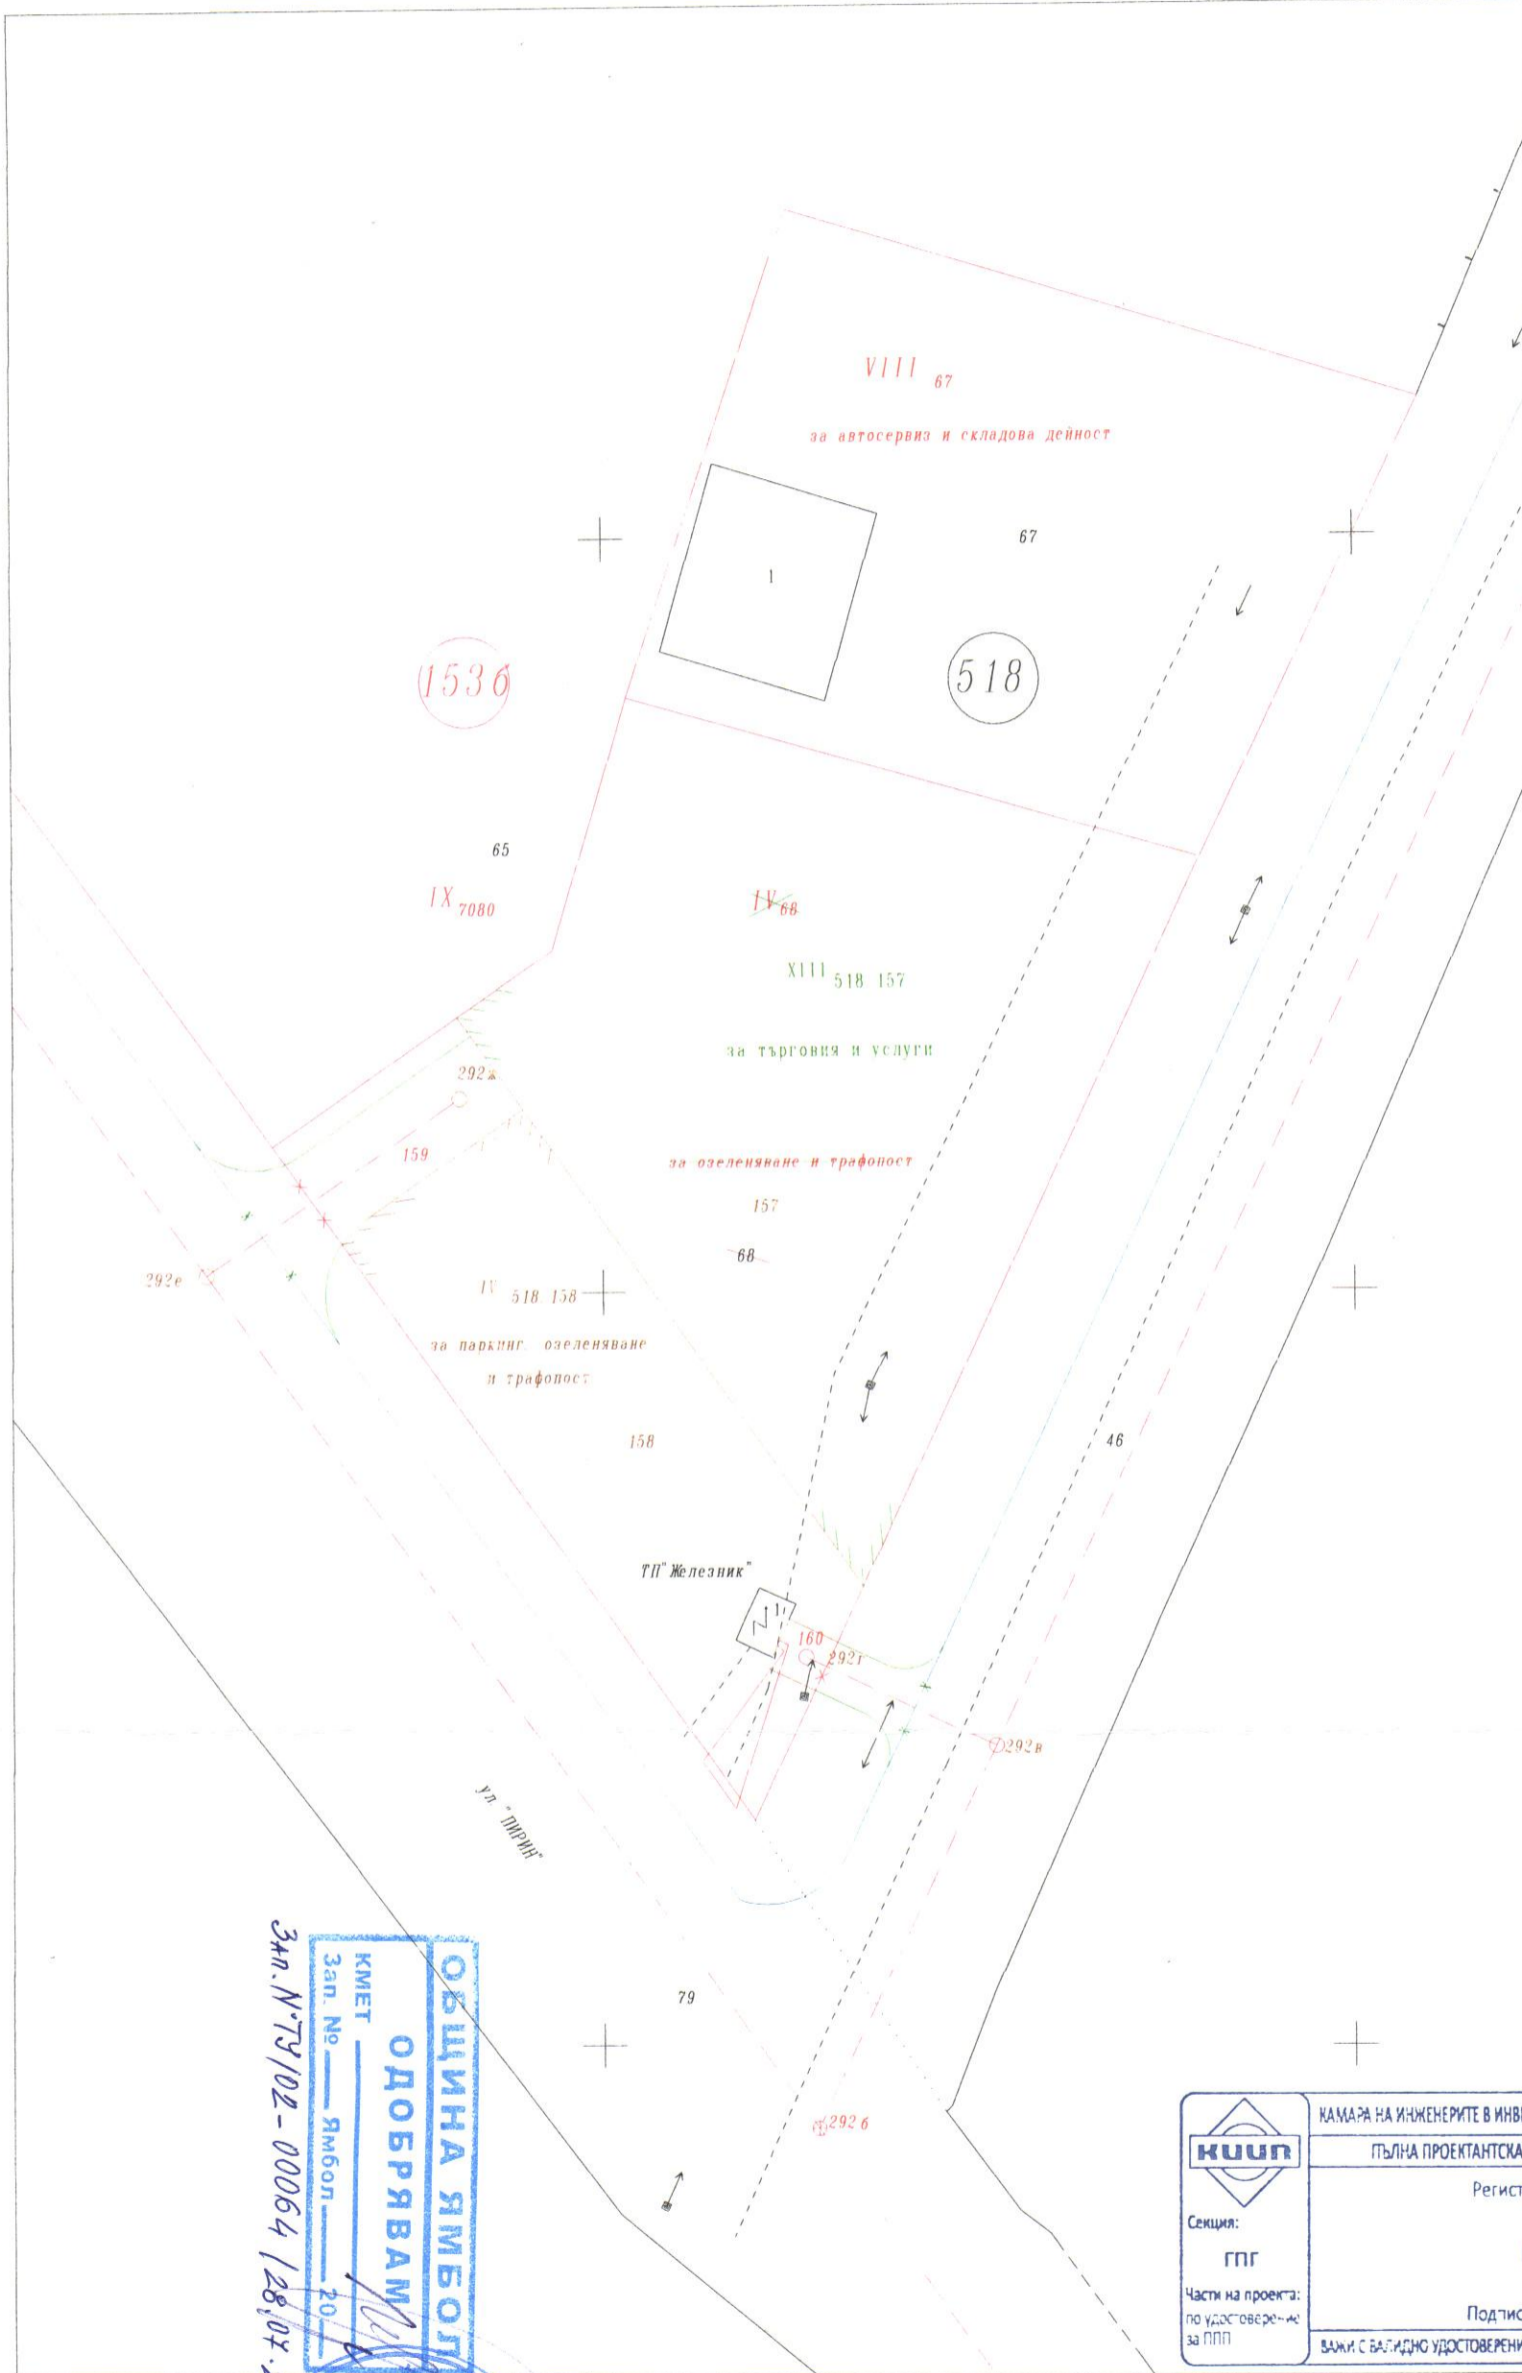 VIII 67
за автосервиз и складова дейност
67
1
1536
518
65
IX 7080
IV 68
XIII 518 157
за търговия и услуги
292ж
159
за озеленяване и трафопост
157
68
292е
IV 518 158
за паркинг озеленяване
и трафопост
158
46
ТП "Железник"
1
160
292г
292в
ул. "ПИРИН"
79
292б
ОБЩИНА ЯМБОЛ
ОДОБРЯВАМ
КМЕТ
Зап. № Ямбол 20
Зап. №ТУ/02-00064/28.07.
КИИП
КАМАРА НА ИНЖЕНЕРИТЕ В
ПЪЛНА ПРОЕКТАНТСКА
Секция:
ГПГ
Части на проекта:
по удостоверение
за ППП
ВАЖИ С ВАЛИДНО